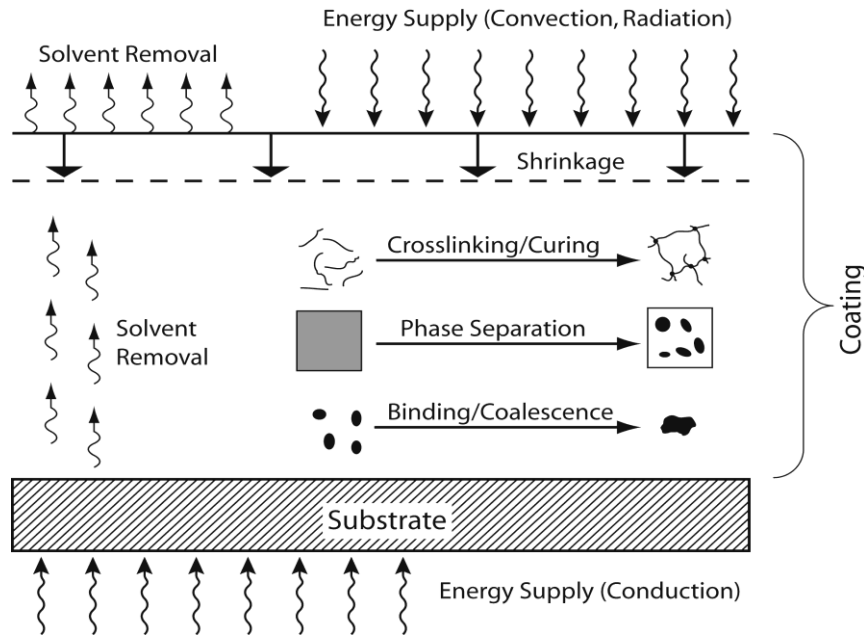 Energy Supply (Convection, Radiation)
Solvent Removal
Shrinkage
Crosslinking/Curing
Solvent
Removal
Phase Separation
Binding/Coalescence
Coating
Substrate
Energy Supply (Conduction)